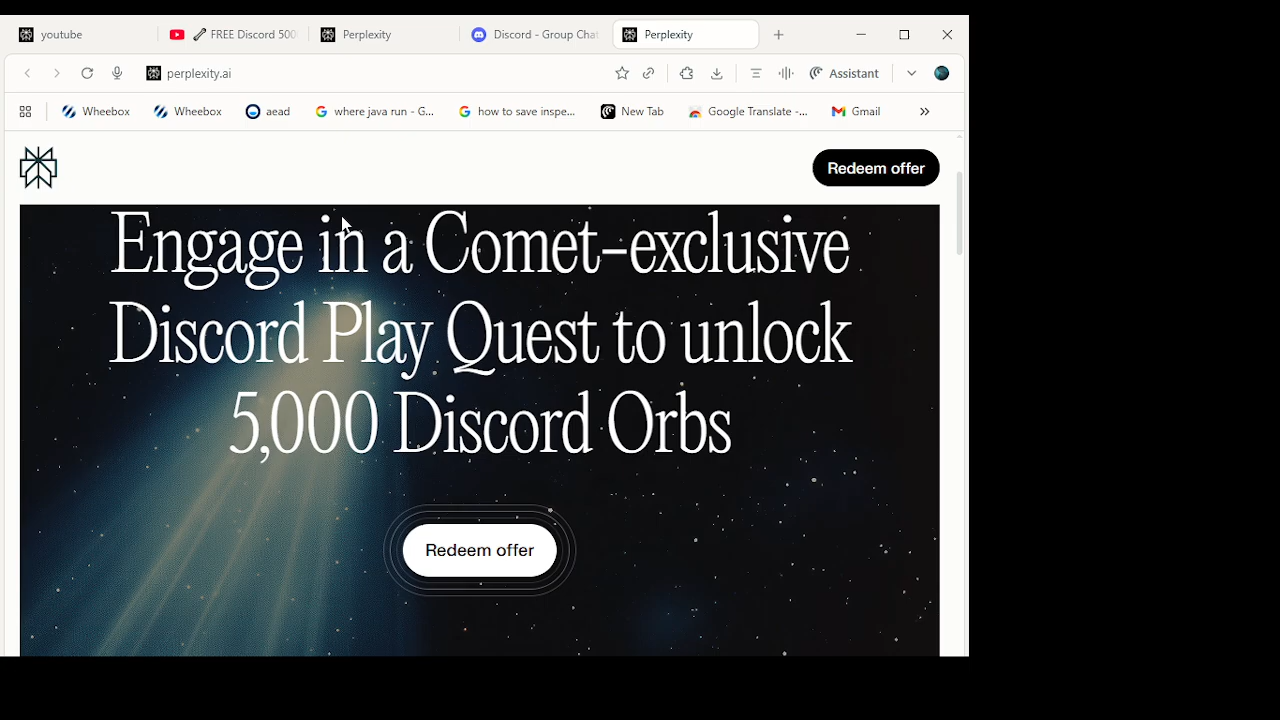 youtube
FREE Discord 500
Perplexity
Discord - Group Chat
Perplexity
perplexity.ai
Assistant
Wheebox
Wheebox
aead
where java run - G...
how to save inspe...
New Tab
Google Translate -...
Gmail
Redeem offer
Engage in a Comet-exclusive
Discord Play Quest to unlock
5,000 Discord Orbs
Redeem offer